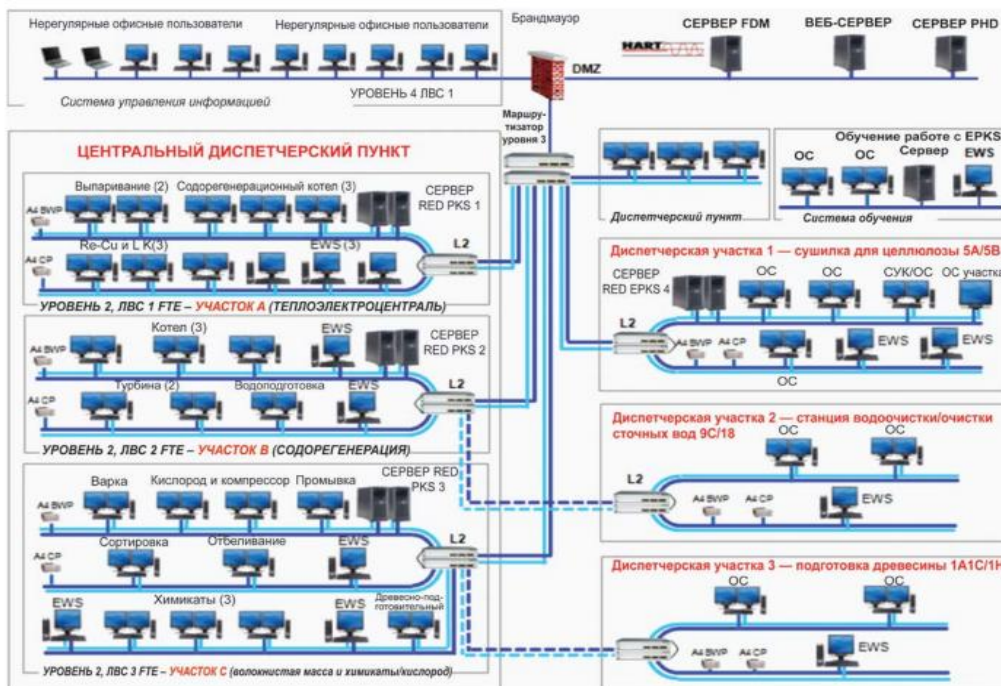 Нерегулярные офисные пользователи
Нерегулярные офисные пользователи
Система управления информацией
УРОВЕНЬ 4 ЛВС 1
Брандмауэр
DMZ
HART
СЕРВЕР FDM
ВЕБ-СЕРВЕР
СЕРВЕР PHD
Маршру-
тизатор
уровня 3
ЦЕНТРАЛЬНЫЙ ДИСПЕТЧЕРСКИЙ ПУНКТ
Выпаривание (2)
Содорегенерационный котел (3)
СЕРВЕР
RED PKS 1
A4 BWP
Re-Cu и L K(3)
EWS (3)
L2
A4 CP
УРОВЕНЬ 2, ЛВС 1 FTE – УЧАСТОК А (ТЕПЛОЭЛЕКТРОЦЕНТРАЛЬ)
Котел (3)
EWS
СЕРВЕР
RED PKS 2
A4 BWP
Турбина (2)
Водоподготовка
EWS
L2
A4 CP
УРОВЕНЬ 2, ЛВС 2 FTE – УЧАСТОК В (СОДОРЕГЕНЕРАЦИЯ)
Варка
Кислород и компрессор
Промывка
СЕРВЕР RED
PKS 3
A4 BWP
Сортировка
Отбеливание
EWS
L2
A4 CP
EWS
Химикаты (3)
EWS
Древесно-под-
готовительный
УРОВЕНЬ 2, ЛВС 3 FTE – УЧАСТОК С (волокнистая масса и химикаты/кислород)
Диспетчерский пункт
Обучение работе с EPKS
ОС
ОС
Сервер
EWS
Система обучения
Диспетчерская участка 1 — сушилка для целлюлозы 5А/5В
СЕРВЕР
RED EPKS 4
ОС
ОС
СУК/ОС
ОС участка
L2
A4 BWP
A4 CP
EWS
EWS
ОС
Диспетчерская участка 2 — станция водоочистки/очистки
сточных вод 9С/18
ОС
ОС
L2
A4 BWP
A4 CP
EWS
Диспетчерская участка 3 — подготовка древесины 1А1С/1Н
ОС
ОС
A4 BWP
A4 CP
EWS